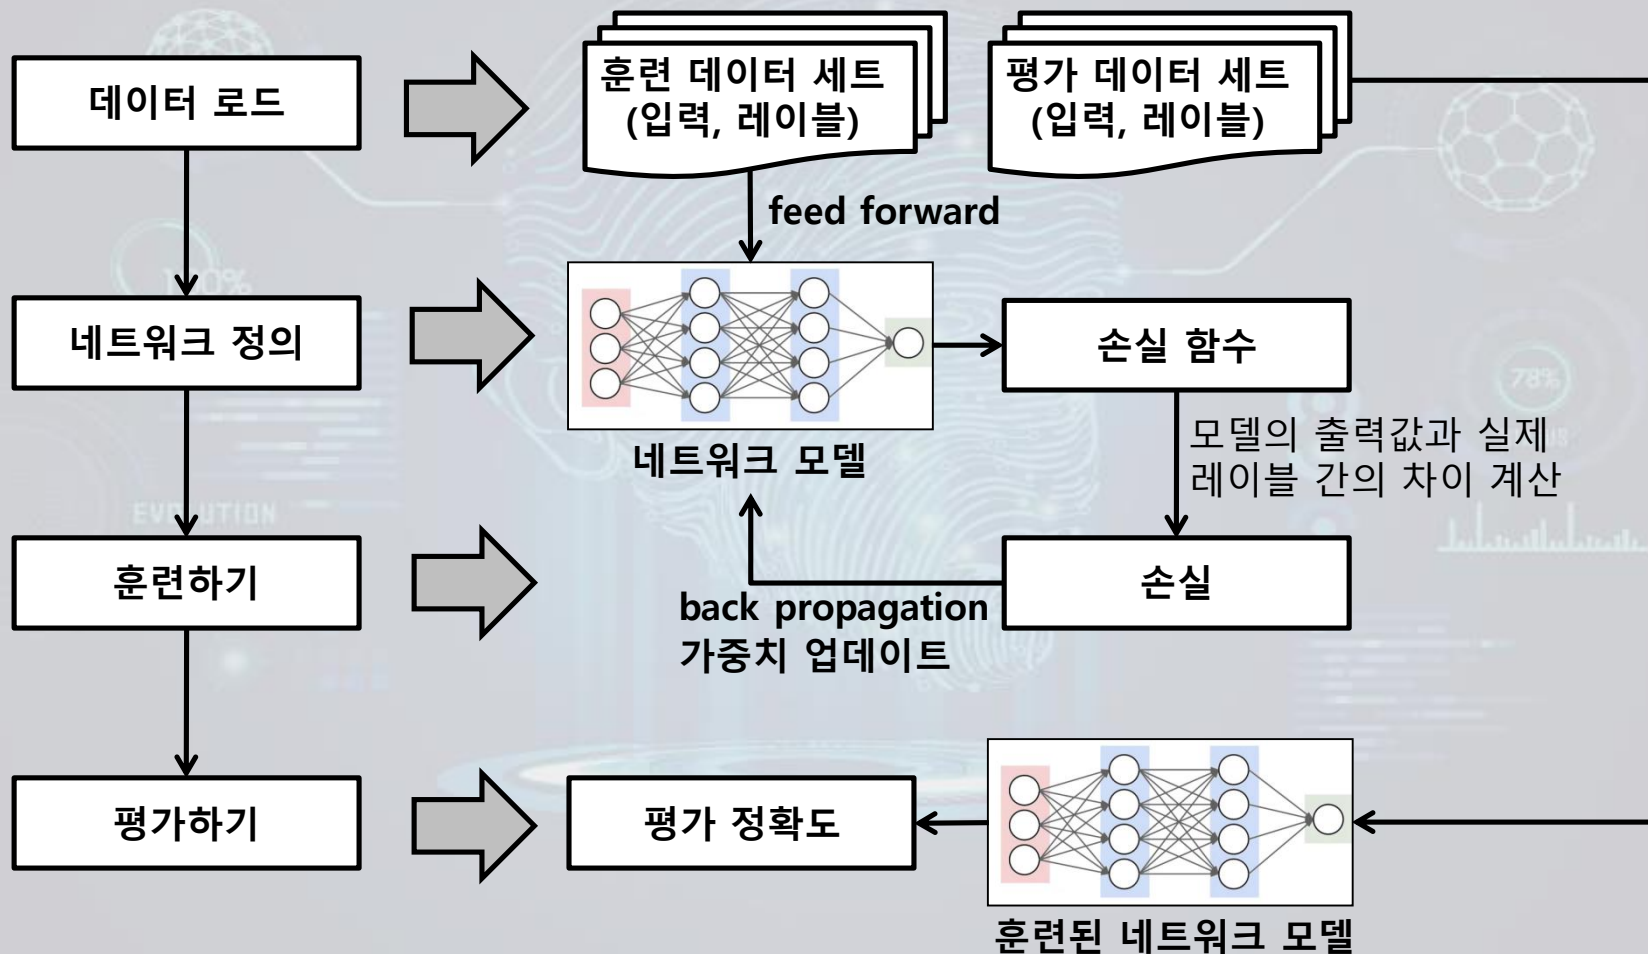 데이터 로드
훈련 데이터 세트
(입력, 레이블)
평가 데이터 세트
(입력, 레이블)
feed forward
100%
네트워크 정의
손실 함수
78%
모델의 출력값과 실제
레이블 간의 차이 계산
네트워크 모델
EVOLUTION
훈련하기
손실
back propagation
가중치 업데이트
평가하기
평가 정확도
훈련된 네트워크 모델